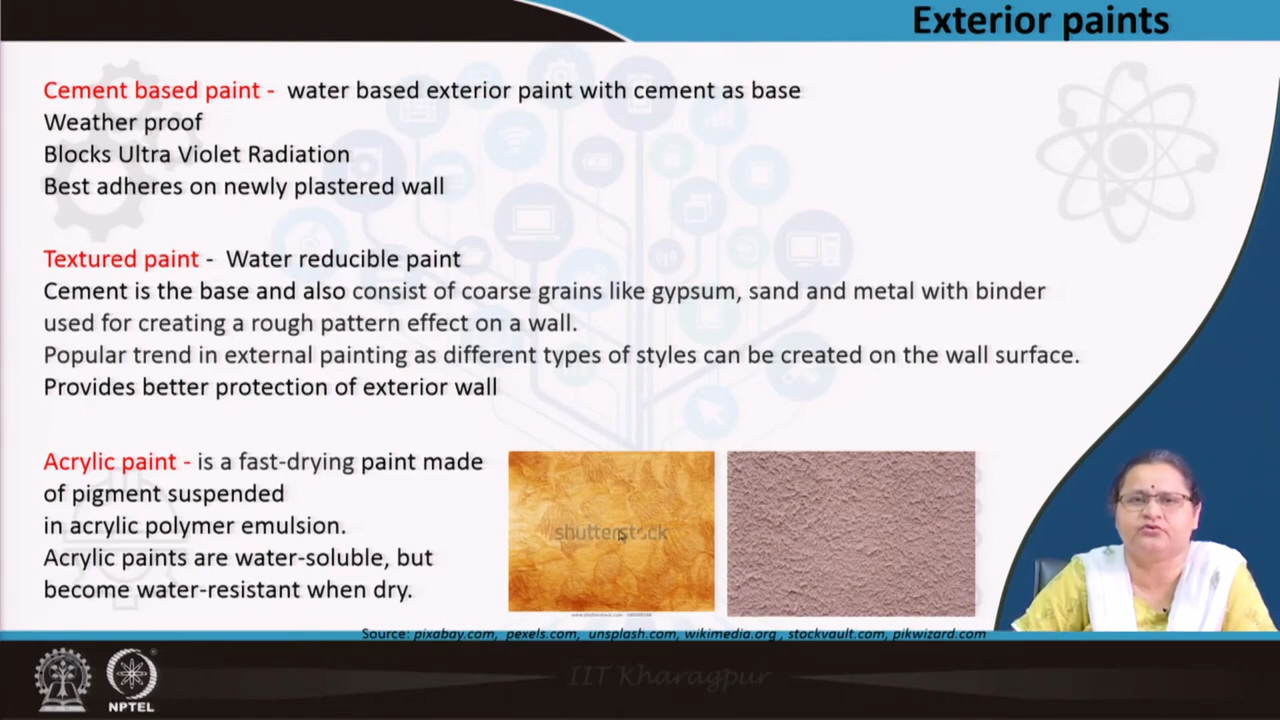 Exterior paints
Cement based paint - water based exterior paint with cement as base
Weather proof
Blocks Ultra Violet Radiation
Best adheres on newly plastered wall
Textured paint - Water reducible paint
Cement is the base and also consist of coarse grains like gypsum, sand and metal with binder
used for creating a rough pattern effect on a wall.
Popular trend in external painting as different types of styles can be created on the wall surface.
Provides better protection of exterior wall
Acrylic paint - is a fast-drying paint made
of pigment suspended
in acrylic polymer emulsion.
Acrylic paints are water-soluble, but
become water-resistant when dry.
shutterstock
Source: pixabay.com, pexels.com, unsplash.com, wikimedia.org , stockvault.com, pikwizard.com
IIT Kharagpur
NPTEL